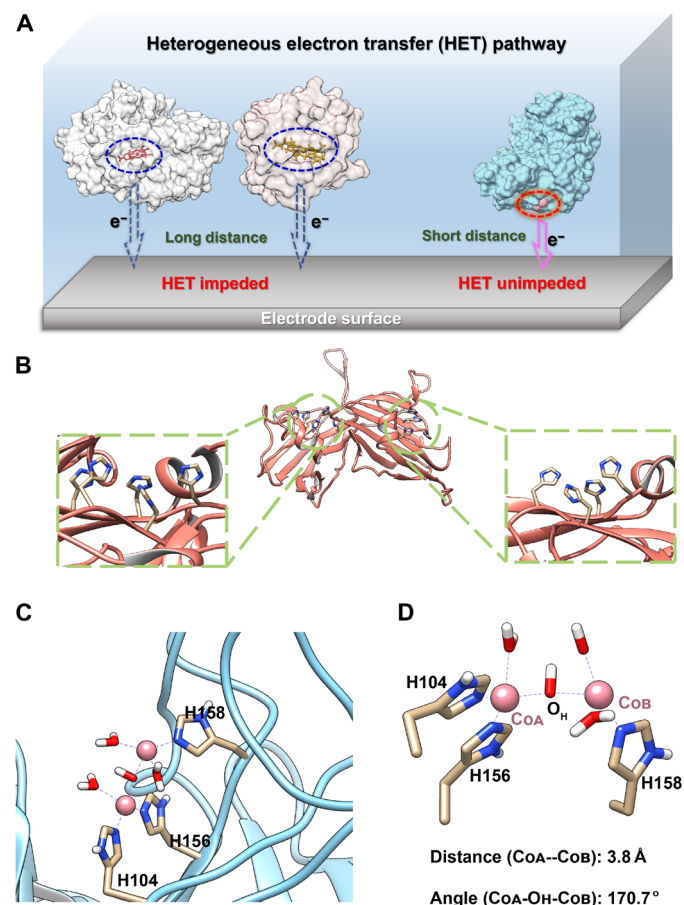 A
Heterogeneous electron transfer (HET) pathway
e⁻
Long distance
e⁻
Short distance
e⁻
HET impeded
HET unimpeded
Electrode surface
B
C
H158
H156
H104
D
H104
CoA
OH
CoB
H156
H158
Distance (CoA--CoB): 3.8 Å
Angle (CoA-OH-CoB): 170.7°